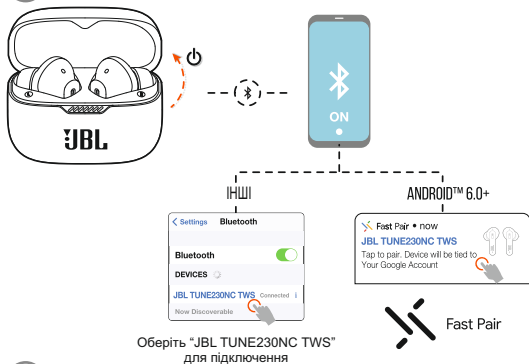 JBL
ON
ІНШІ
ANDROID™ 6.0+
Settings Bluetooth
Bluetooth
DEVICES
JBL TUNE230NC TWS Connected i
Now Discoverable
Fast Pair • now
JBL TUNE230NC TWS
Tap to pair. Device will be tied to
Your Google Account
Fast Pair
Оберіть “JBL TUNE230NC TWS”
для підключення